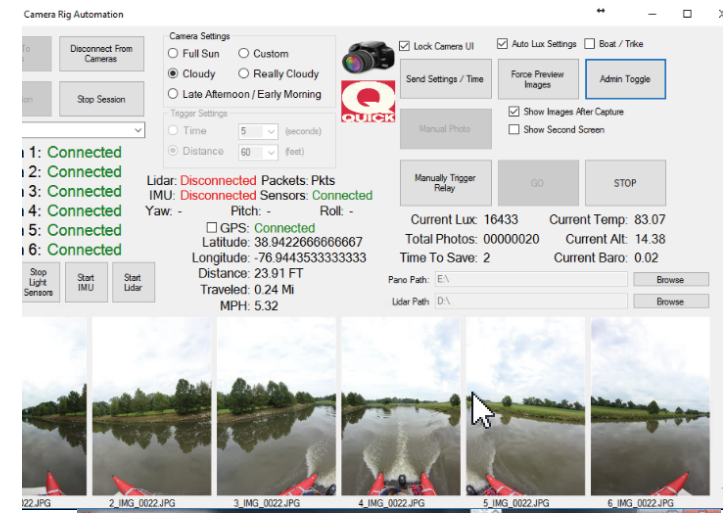 Camera Rig Automation
To
Disconnect From
Cameras
Stop Session
Camera Settings
Full Sun
Custom
Cloudy
Really Cloudy
Late Afternoon / Early Morning
Trigger Settings
Time 5 (seconds)
Distance 60 (feet)
QUICK
Lock Camera UI
Auto Lux Settings
Boat / Trike
Send Settings / Time
Force Preview
Images
Admin Toggle
Show Images After Capture
Manual Photo
Show Second Screen
Manually Trigger
Relay
GO
STOP
1: Connected
2: Connected
3: Connected
4: Connected
5: Connected
6: Connected
Lidar: Disconnected Packets: Pkts
IMU: Disconnected Sensors: Connected
Yaw: - Pitch: - Roll: -
GPS: Connected
Latitude: 38.9422666666667
Longitude: -76.9443533333333
Distance: 23.91 FT
Traveled: 0.24 Mi
MPH: 5.32
Stop
Light
Sensors
Start
IMU
Start
Lidar
Current Lux: 16433 Current Temp: 83.07
Total Photos: 00000020 Current Alt: 14.38
Time To Save: 2 Current Baro: 0.02
Pano Path: E:\ Browse
Lidar Path D:\ Browse
022.JPG
2_IMG_0022.JPG
3_IMG_0022.JPG
4_IMG_0022.JPG
5_IMG_0022.JPG
6_IMG_0022.JPG